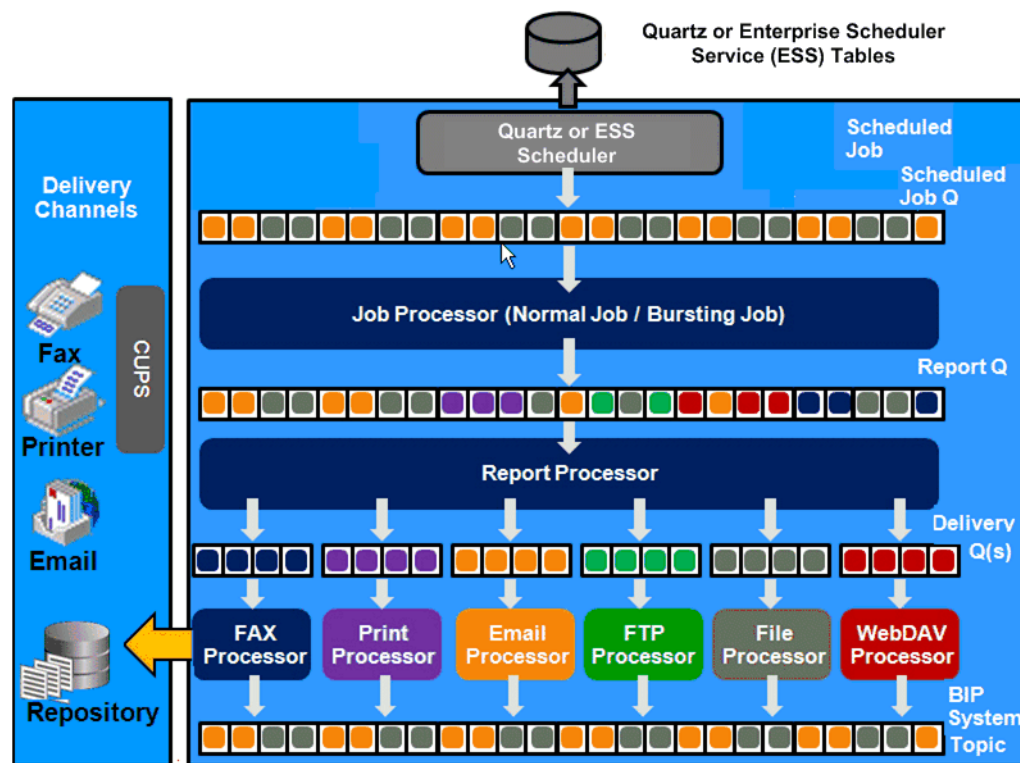 Quartz or Enterprise Scheduler
Service (ESS) Tables
Quartz or ESS
Scheduler
Scheduled
Job
Scheduled
Job Q
Delivery
Channels
Fax
CUPS
Printer
Email
Repository
Job Processor (Normal Job / Bursting Job)
Report Q
Report Processor
Delivery
Q(s)
FAX
Processor
Print
Processor
Email
Processor
FTP
Processor
File
Processor
WebDAV
Processor
BIP
System
Topic